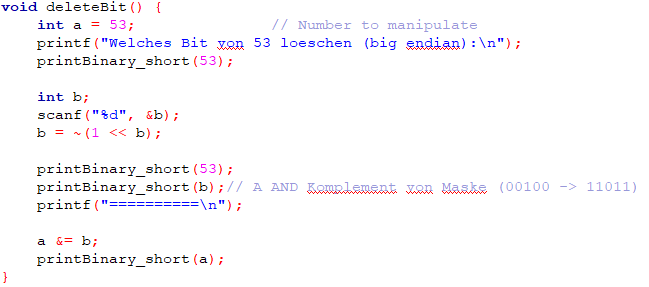 void deleteBit() {
    int a = 53;               // Number to manipulate
    printf("Welches Bit von 53 loeschen (big endian):\n");
    printBinary_short(53);

    int b;
    scanf("%d", &b);
    b = ~(1 << b);

    printBinary_short(53);
    printBinary_short(b);// A AND Komplement von Maske (00100 -> 11011)
    printf("==========\n");

    a &= b;
    printBinary_short(a);
}